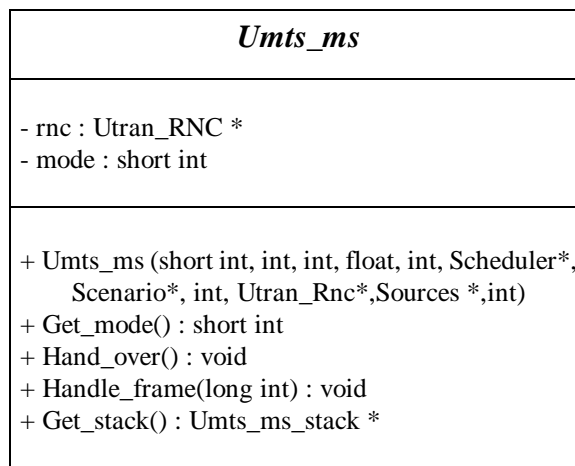 Umts_ms
- rnc : Utran_RNC *
- mode : short int
+ Umts_ms (short int, int, int, float, int, Scheduler*,
Scenario*, int, Utran_Rnc*,Sources *,int)
+ Get_mode() : short int
+ Hand_over() : void
+ Handle_frame(long int) : void
+ Get_stack() : Umts_ms_stack *